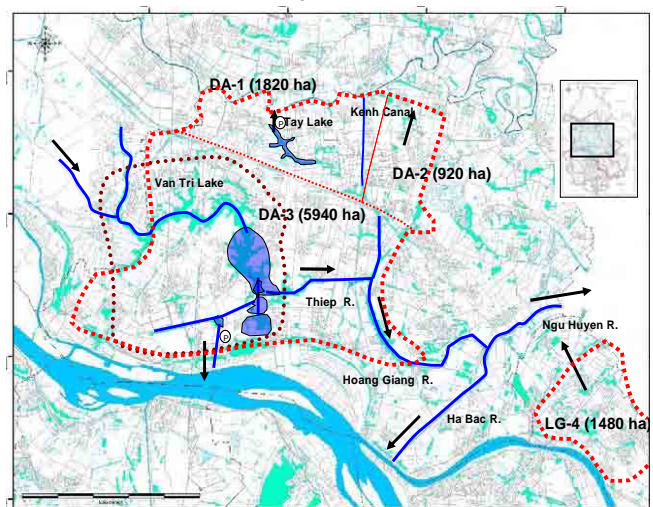 DA-1 (1820 ha)
Kenh Canal
P
Tay Lake
DA-2 (920 ha)
Van Tri Lake
DA-3 (5940 ha)
Thiep R.
Ngu Huyen R.
P
Hoang Giang R.
Ha Bac R.
LG-4 (1480 ha)